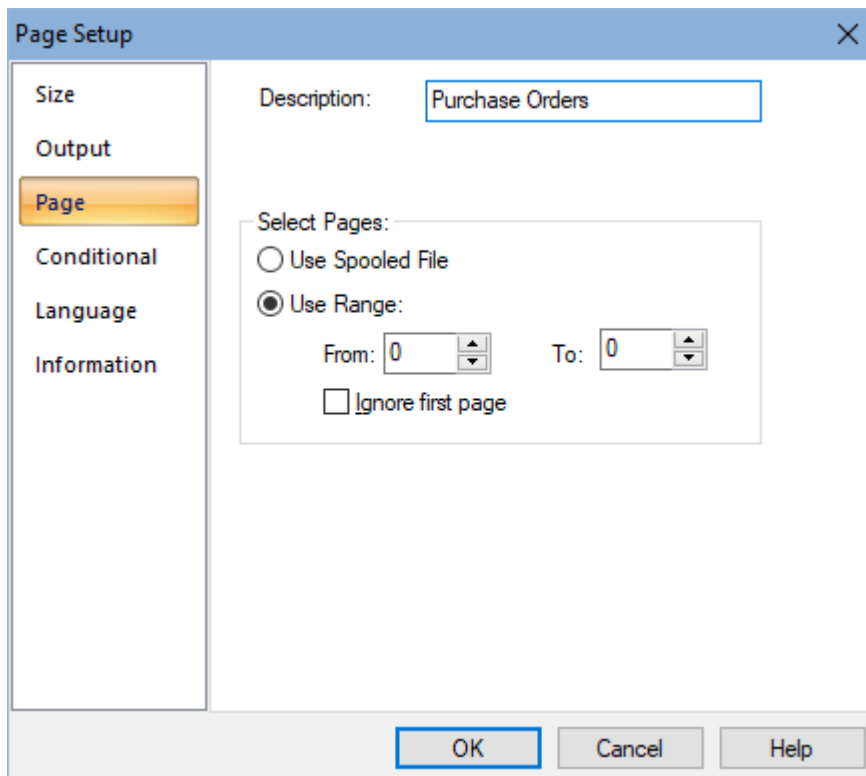 Page Setup
Size
Output
Page
Conditional
Language
Information
Description: Purchase Orders
Select Pages:
Use Spooled File
Use Range:
From: 0 To: 0
Ignore first page
OK Cancel Help